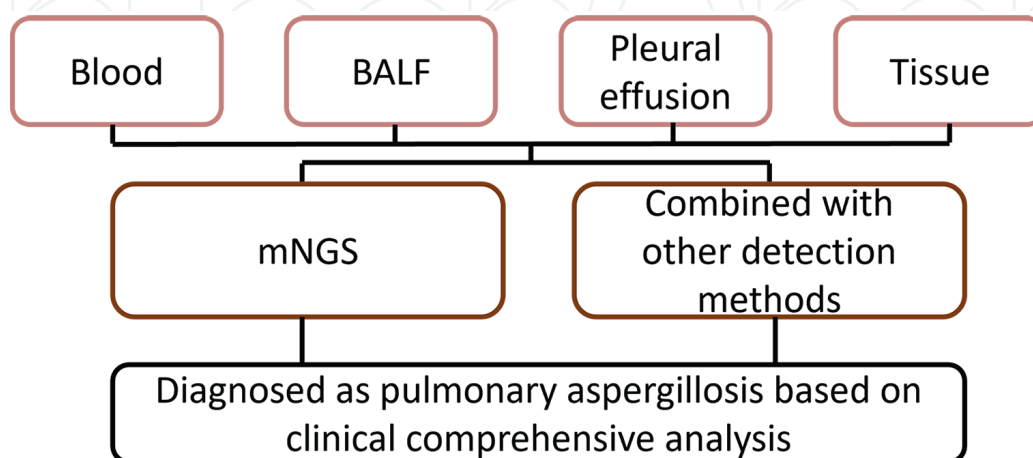 Blood
BALF
Pleural
effusion
Tissue
mNGS
Combined with
other detection
methods
Diagnosed as pulmonary aspergillosis based on
clinical comprehensive analysis